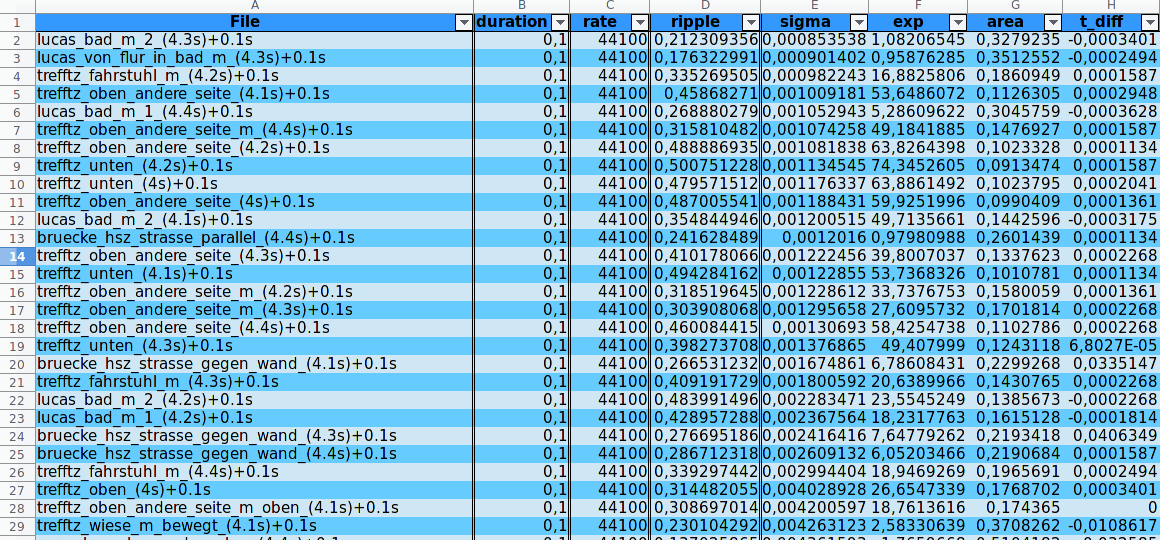 A B C D E F G H
1 File duration rate ripple sigma exp area t_diff
2 lucas_bad_m_2_(4.3s)+0.1s 0,1 44100 0,212309356 0,000853538 1,08206545 0,3279235 -0,0003401
3 lucas_von_flur_in_bad_m_(4.3s)+0.1s 0,1 44100 0,176322991 0,000901402 0,95876285 0,3512552 -0,0002494
4 trefftz_fahrstuhl_m_(4.2s)+0.1s 0,1 44100 0,335269505 0,000982243 16,8825806 0,1860949 0,0001587
5 trefftz_oben_andere_seite_(4.1s)+0.1s 0,1 44100 0,45868271 0,001009181 53,6486072 0,1126305 0,0002948
6 lucas_bad_m_1_(4.4s)+0.1s 0,1 44100 0,268880279 0,001052943 5,28609622 0,3045759 -0,0003628
7 trefftz_oben_andere_seite_m_(4.4s)+0.1s 0,1 44100 0,315810482 0,001074258 49,1841885 0,1476927 0,0001587
8 trefftz_oben_andere_seite_(4.2s)+0.1s 0,1 44100 0,488886935 0,001081838 63,8264398 0,1023328 0,0001134
9 trefftz_unten_(4.2s)+0.1s 0,1 44100 0,500751228 0,001134545 74,3452605 0,0913474 0,0001587
10 trefftz_unten_(4s)+0.1s 0,1 44100 0,479571512 0,001176337 63,8861492 0,1023795 0,0002041
11 trefftz_oben_andere_seite_(4s)+0.1s 0,1 44100 0,487005541 0,001188431 59,9251996 0,0990409 0,0001361
12 lucas_bad_m_2_(4.1s)+0.1s 0,1 44100 0,354844946 0,001200515 49,7135661 0,1442596 -0,0003175
13 bruecke_hsz_strasse_parallel_(4.4s)+0.1s 0,1 44100 0,241628489 0,0012016 0,97980988 0,2601439 0,0001134
14 trefftz_oben_andere_seite_(4.3s)+0.1s 0,1 44100 0,410178066 0,001222456 39,8007037 0,1337623 0,0002268
15 trefftz_unten_(4.1s)+0.1s 0,1 44100 0,494284162 0,00122855 53,7368326 0,1010781 0,0001134
16 trefftz_oben_andere_seite_m_(4.2s)+0.1s 0,1 44100 0,318519645 0,001228612 33,7376753 0,1580059 0,0001361
17 trefftz_oben_andere_seite_m_(4.3s)+0.1s 0,1 44100 0,303908068 0,001295658 27,6095732 0,1701814 0,0002268
18 trefftz_oben_andere_seite_(4.4s)+0.1s 0,1 44100 0,460084415 0,00130693 58,4254738 0,1102786 0,0002268
19 trefftz_unten_(4.3s)+0.1s 0,1 44100 0,398273708 0,001376865 49,407999 0,1243118 6,8027E-05
20 bruecke_hsz_strasse_gegen_wand_(4.1s)+0.1s 0,1 44100 0,266531232 0,001674861 6,78608431 0,2299268 0,0335147
21 trefftz_fahrstuhl_m_(4.3s)+0.1s 0,1 44100 0,409191729 0,001800592 20,6389966 0,1430765 0,0002268
22 lucas_bad_m_2_(4.2s)+0.1s 0,1 44100 0,483991496 0,002283471 23,5545249 0,1385673 -0,0002268
23 lucas_bad_m_1_(4.2s)+0.1s 0,1 44100 0,428957288 0,002367564 18,2317763 0,1615128 -0,0001814
24 bruecke_hsz_strasse_gegen_wand_(4.3s)+0.1s 0,1 44100 0,276695186 0,002416416 7,64779262 0,2193418 0,0406349
25 bruecke_hsz_strasse_gegen_wand_(4.4s)+0.1s 0,1 44100 0,286712318 0,002609132 6,05203466 0,2190684 0,0001587
26 trefftz_fahrstuhl_m_(4.4s)+0.1s 0,1 44100 0,339297442 0,002994404 18,9469269 0,1965691 0,0002494
27 trefftz_oben_(4s)+0.1s 0,1 44100 0,314482055 0,004028928 26,6547339 0,1768702 0,0003401
28 trefftz_oben_andere_seite_m_oben_(4.1s)+0.1s 0,1 44100 0,308697014 0,004200597 18,7613616 0,174365 0
29 trefftz_wiese_m_bewegt_(4.1s)+0.1s 0,1 44100 0,230104292 0,004263123 2,58330639 0,3708262 -0,0108617